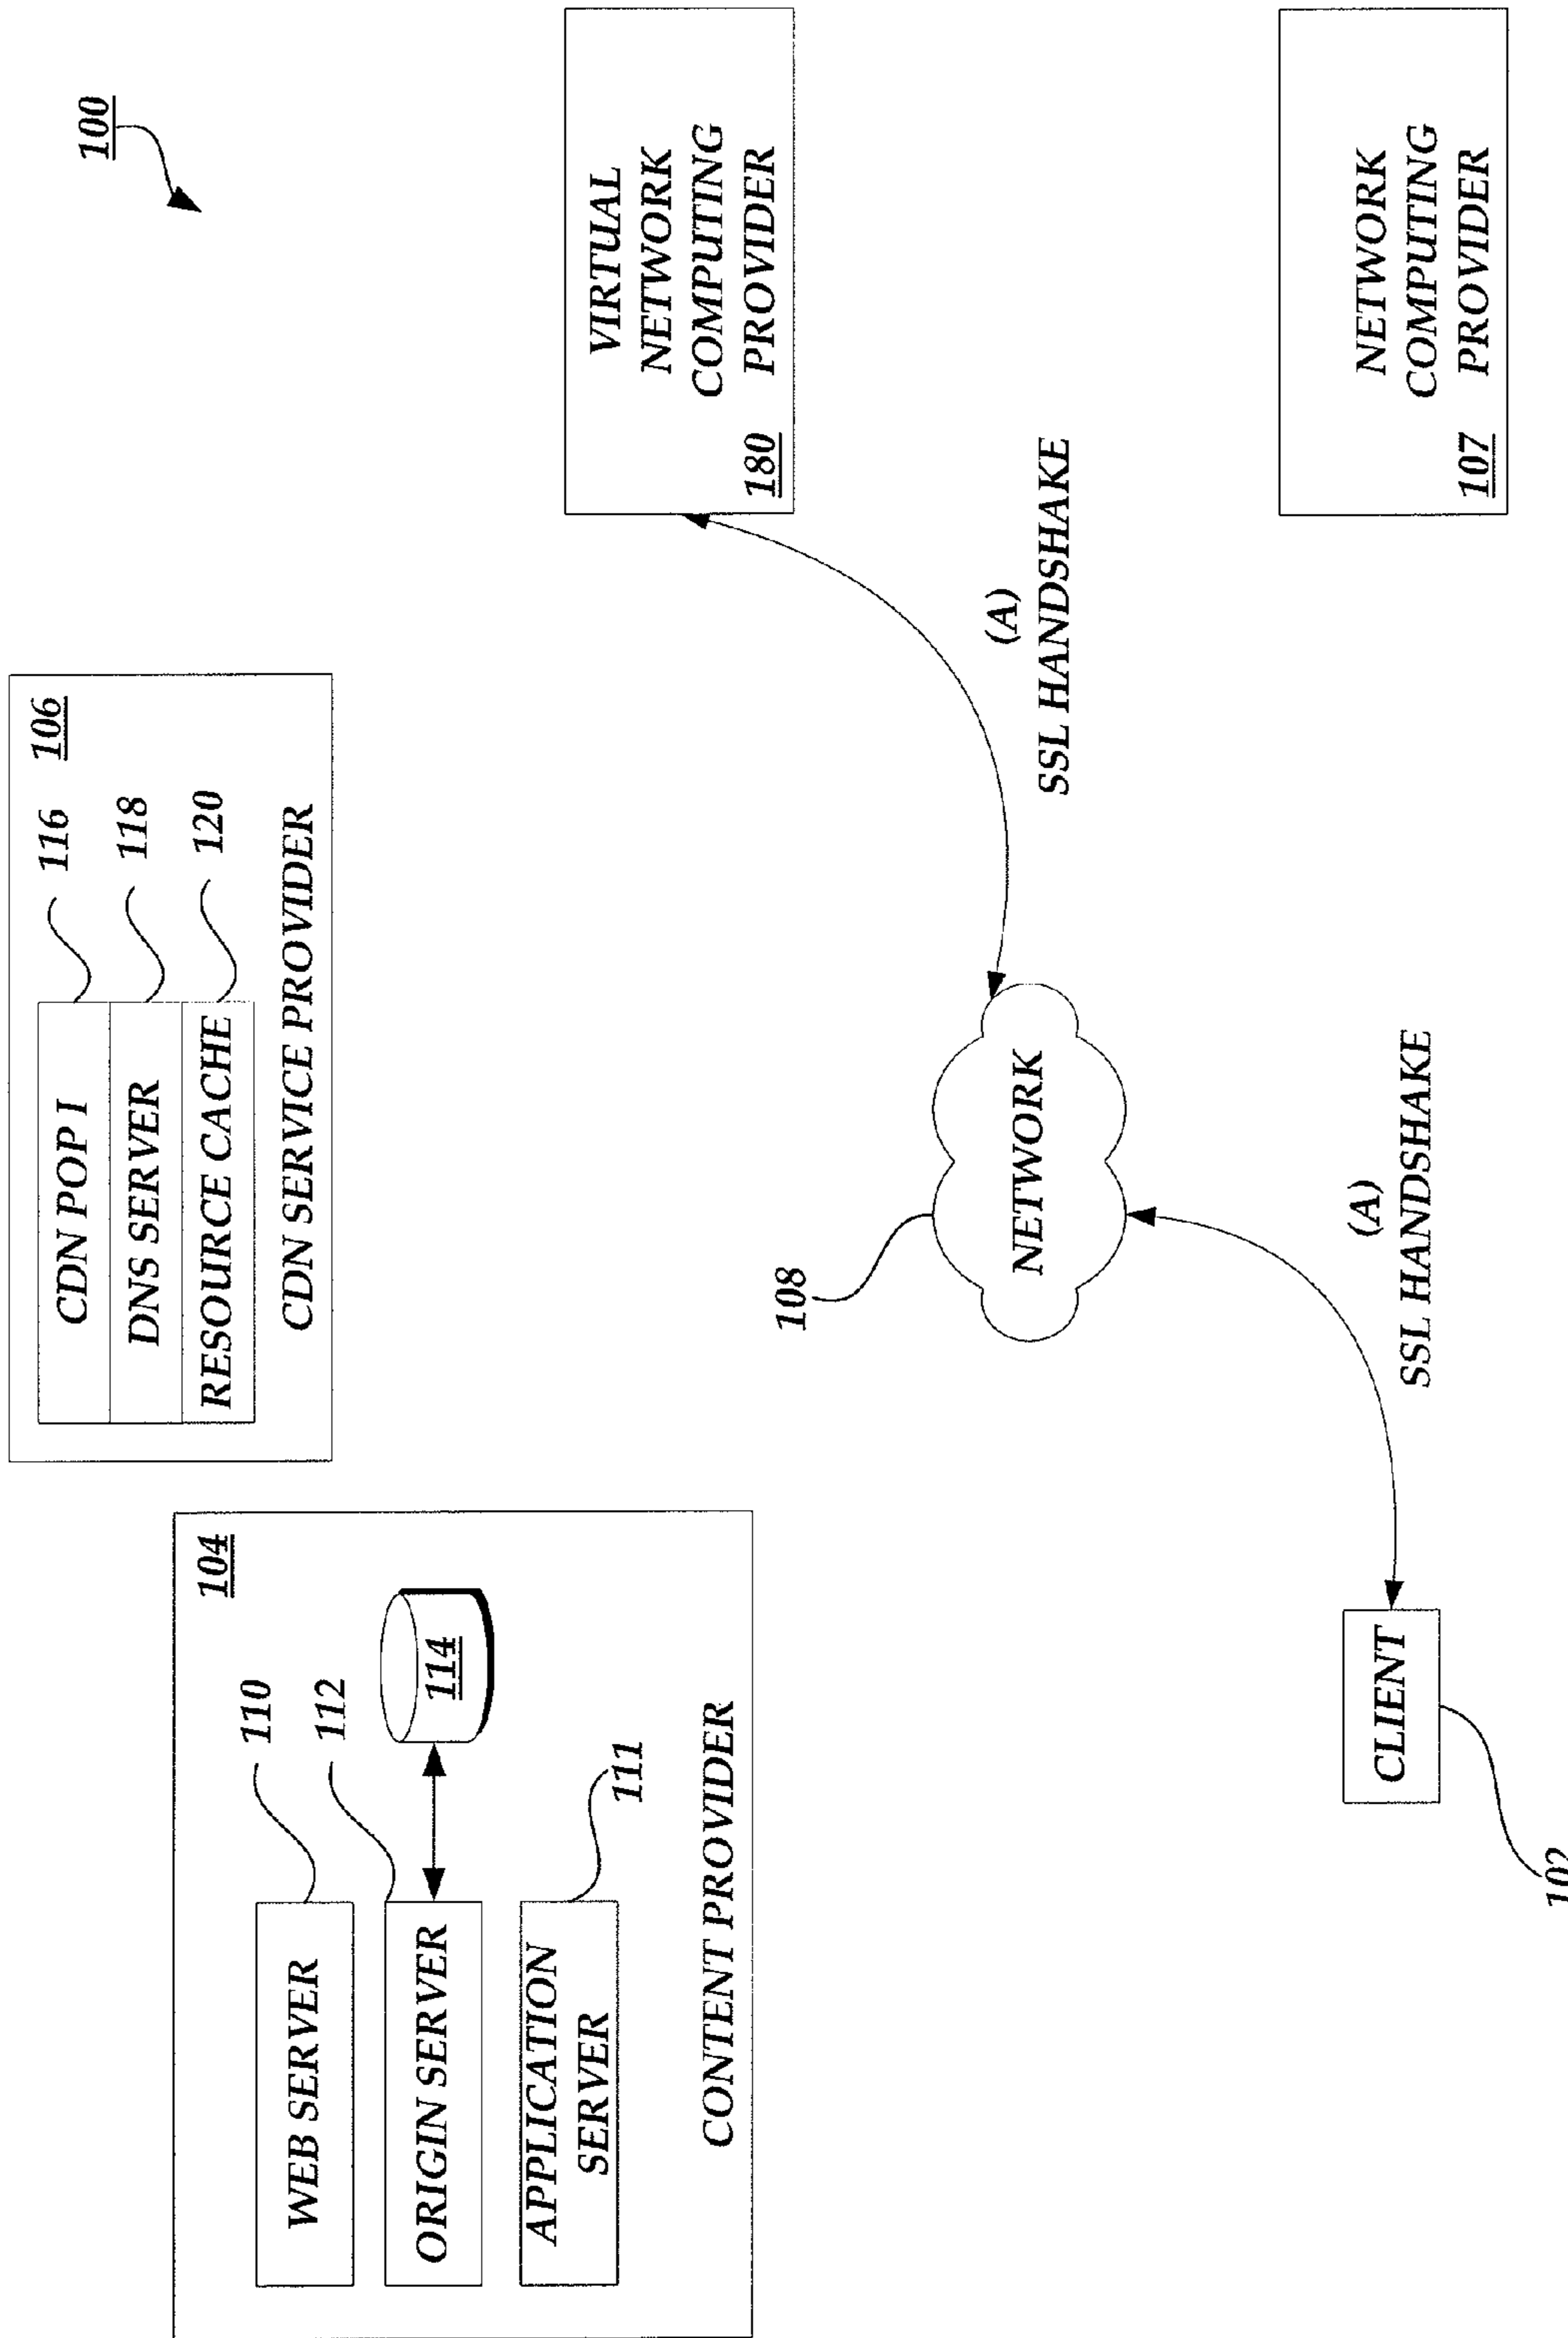 100
104
WEB SERVER
110
ORIGIN SERVER
112
114
APPLICATION
SERVER
111
CONTENT PROVIDER
106
CDN POP I
116
DNS SERVER
118
RESOURCE CACHE
120
CDN SERVICE PROVIDER
VIRTUAL
NETWORK
COMPUTING
PROVIDER
180
108
NETWORK
(A)
SSL HANDSHAKE
(A)
SSL HANDSHAKE
CLIENT
102
NETWORK
COMPUTING
PROVIDER
107